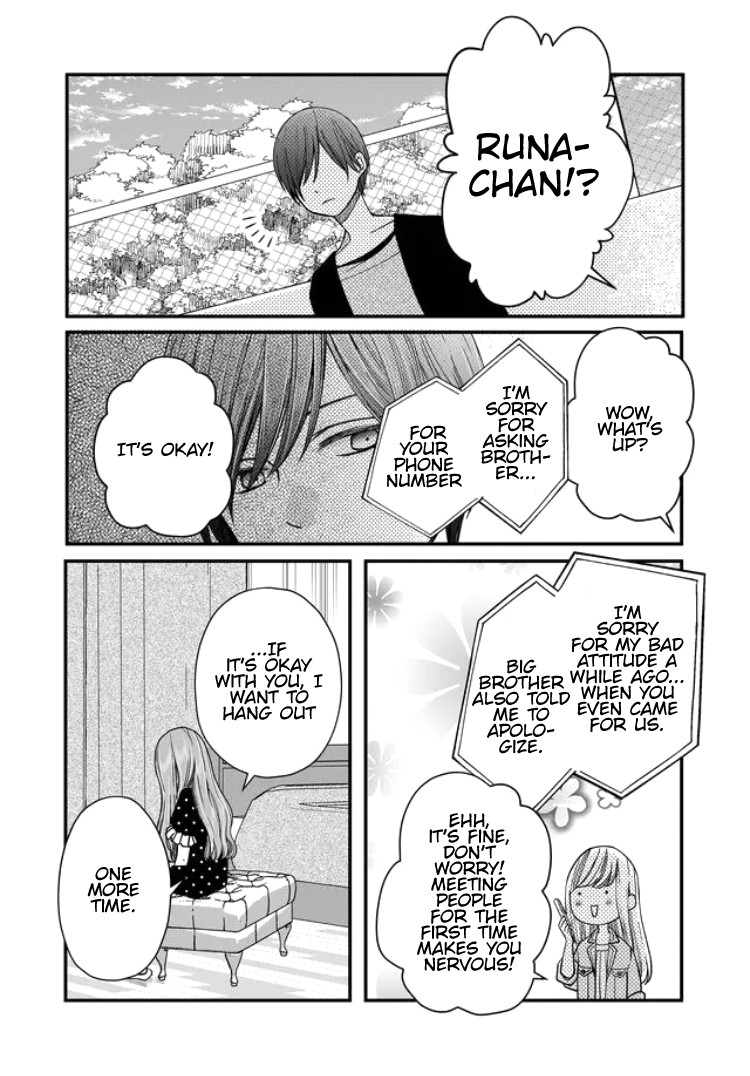 RUNA-
CHAN!?
WOW,
WHAT'S
UP?
I'M
SORRY
FOR
ASKING
BROTH-
ER...
FOR
YOUR
PHONE
NUMBER
IT'S OKAY!
I'M
SORRY
FOR MY BAD
ATTITUDE A
WHILE AGO...
WHEN YOU
EVEN CAME
FOR US.
BIG
BROTHER
ALSO TOLD
ME TO
APOLO-
GIZE.
EHH,
IT'S FINE,
DON'T
WORRY!
MEETING
PEOPLE
FOR THE
FIRST TIME
MAKES YOU
NERVOUS!
...IF
IT'S OKAY
WITH YOU, I
WANT TO
HANG OUT
ONE
MORE
TIME.